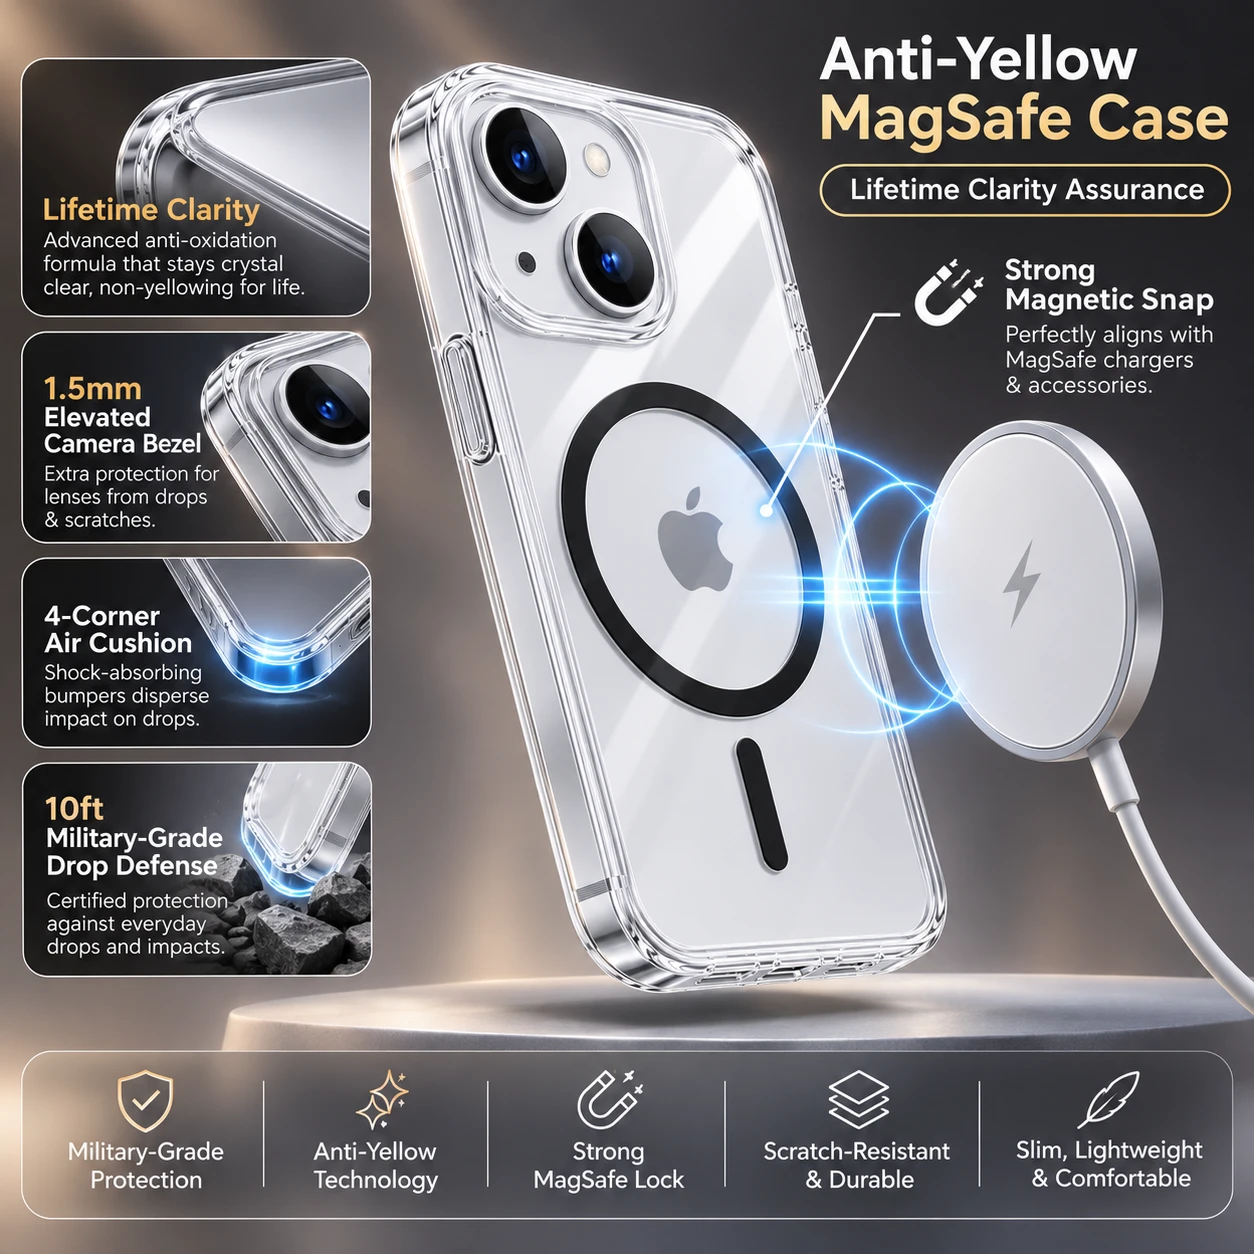 Anti-Yellow
MagSafe Case
Lifetime Clarity Assurance
Strong
Magnetic Snap
Perfectly aligns with
MagSafe chargers
& accessories.
Lifetime Clarity
Advanced anti-oxidation
formula that stays crystal
clear, non-yellowing for life.
1.5mm
Elevated
Camera Bezel
Extra protection for
lenses from drops
& scratches.
4-Corner
Air Cushion
Shock-absorbing
bumpers disperse
impact on drops.
10ft
Military-Grade
Drop Defense
Certified protection
against everyday
drops and impacts.
Military-Grade
Protection
Anti-Yellow
Technology
Strong
MagSafe Lock
Scratch-Resistant
& Durable
Slim, Lightweight
& Comfortable